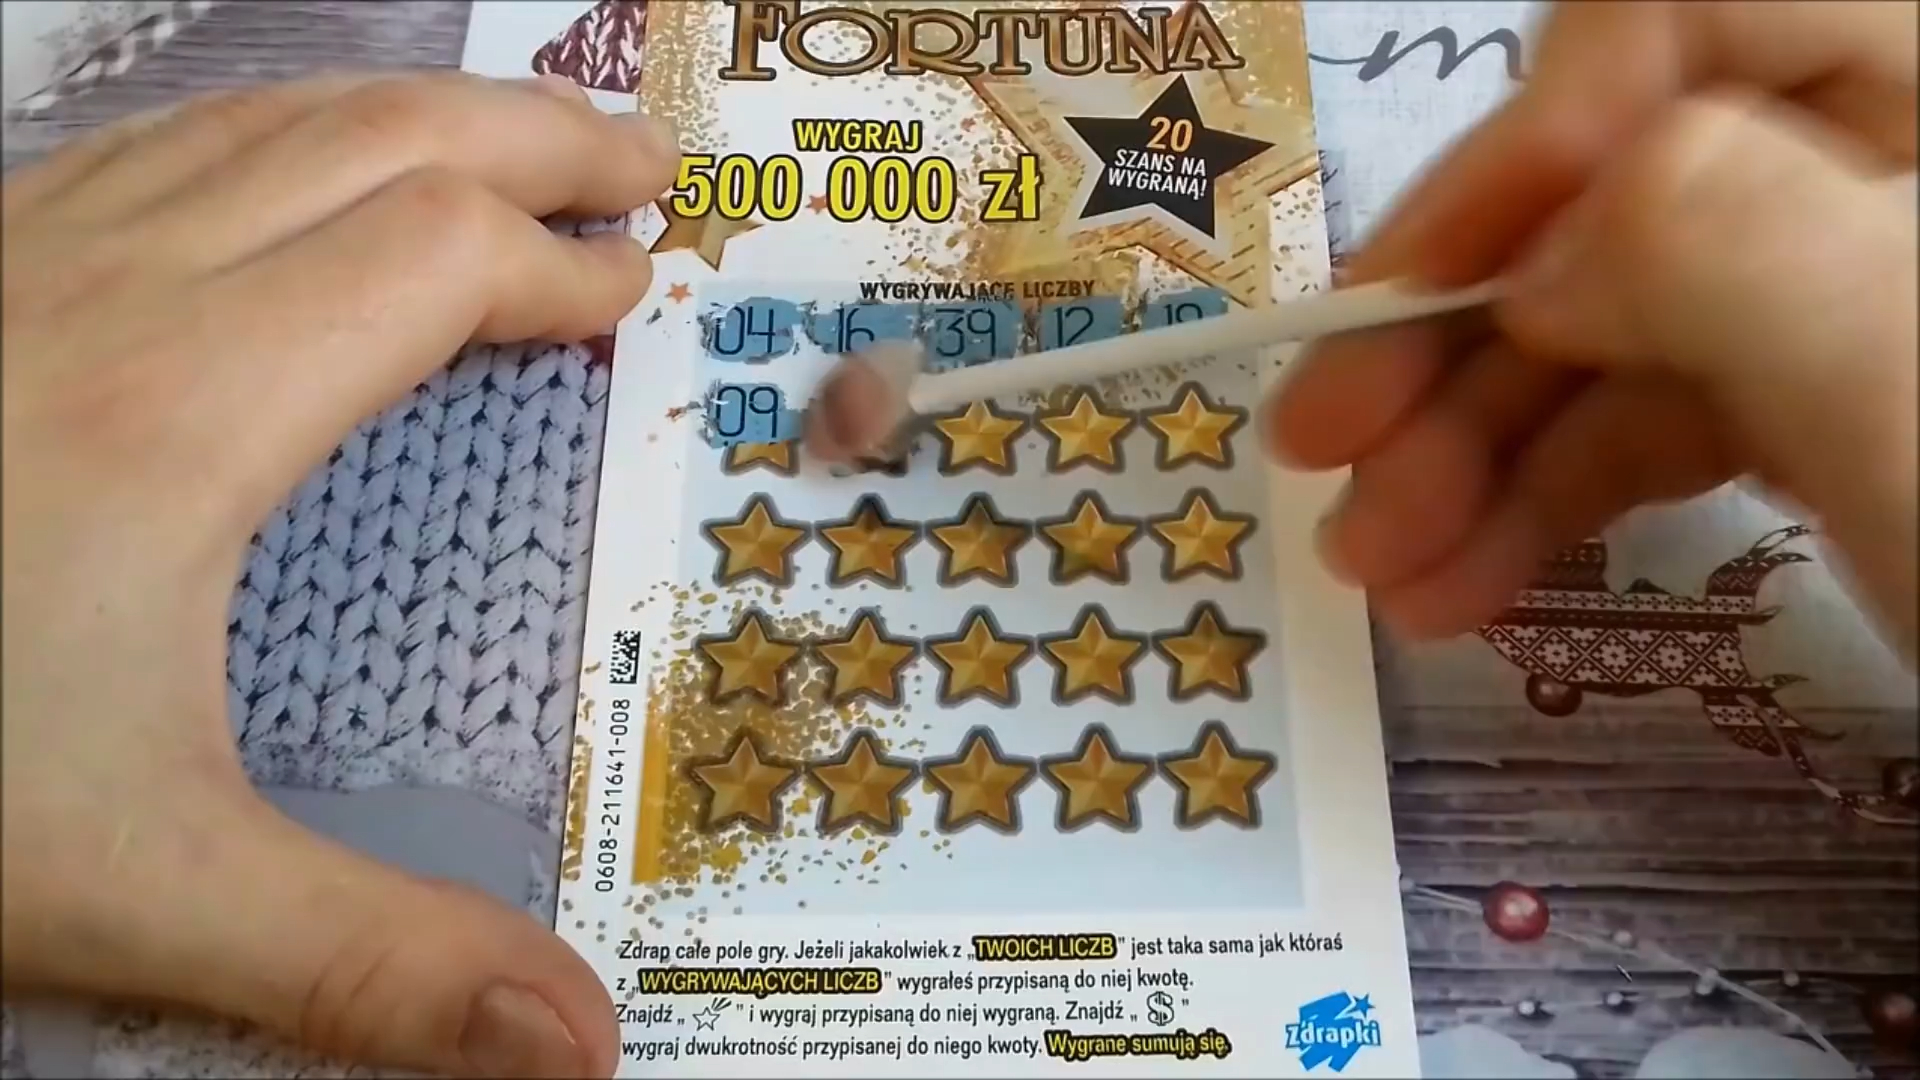 FORTUNA
WYGRAJ
500 000 zł
20
SZANS NA
WYGRANĄ!
WYGRYWAJĄCE LICZBY
04 16 39 12
09
0608-211641-008
Zdrap całe pole gry. Jeżeli jakakolwiek z „TWOICH LICZB” jest taka sama jak któraś
z „WYGRYWAJĄCYCH LICZB” wygrałeś przypisaną do niej kwotę.
Znajdź „ ” i wygraj przypisaną do niej wygraną. Znajdź „ $ ”
wygraj dwukrotność przypisanej do niego kwoty. Wygrane sumują się.
Zdrapki